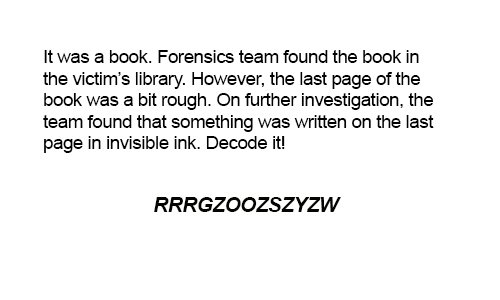 It was a book. Forensics team found the book in
the victim's library. However, the last page of the
book was a bit rough. On further investigation, the
team found that something was written on the last
page in invisible ink. Decode it!
RRRGZOOZSZYZW